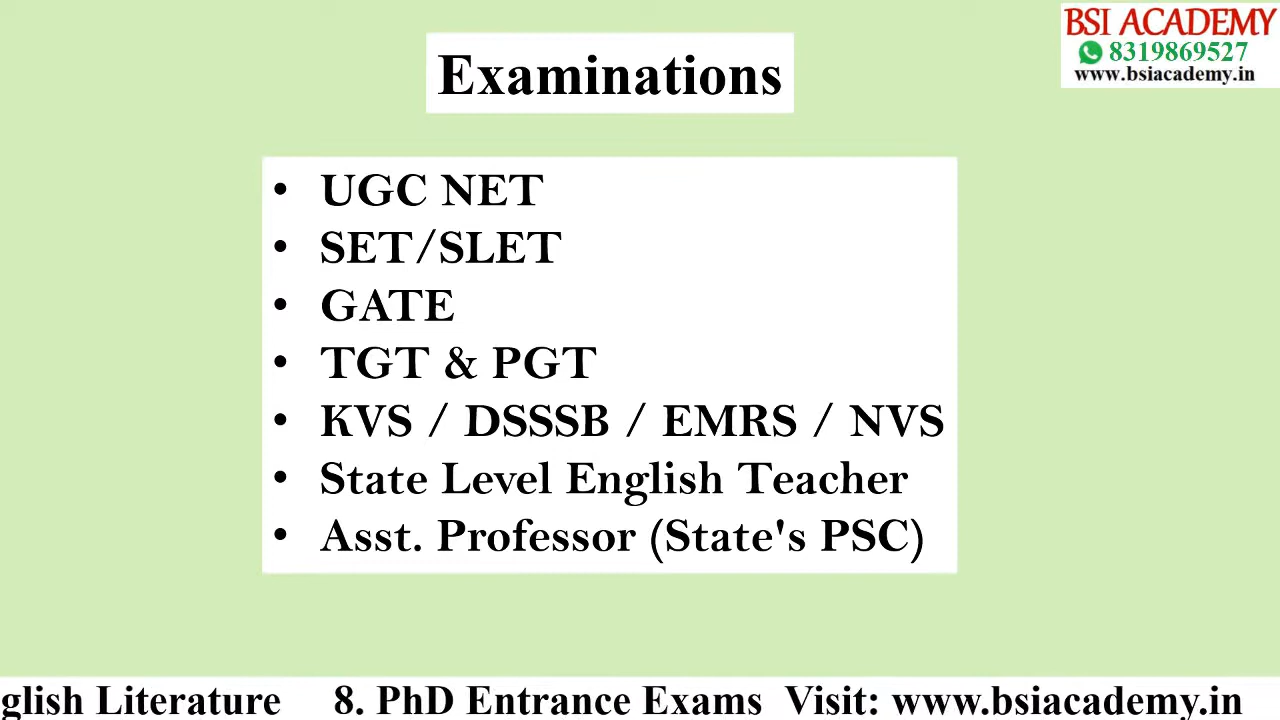 BSI ACADEMY
8319869527
www.bsiacademy.in
Examinations
• UGC NET
• SET/SLET
• GATE
• TGT & PGT
• KVS / DSSSB / EMRS / NVS
• State Level English Teacher
• Asst. Professor (State's PSC)
glish Literature 8. PhD Entrance Exams Visit: www.bsiacademy.in